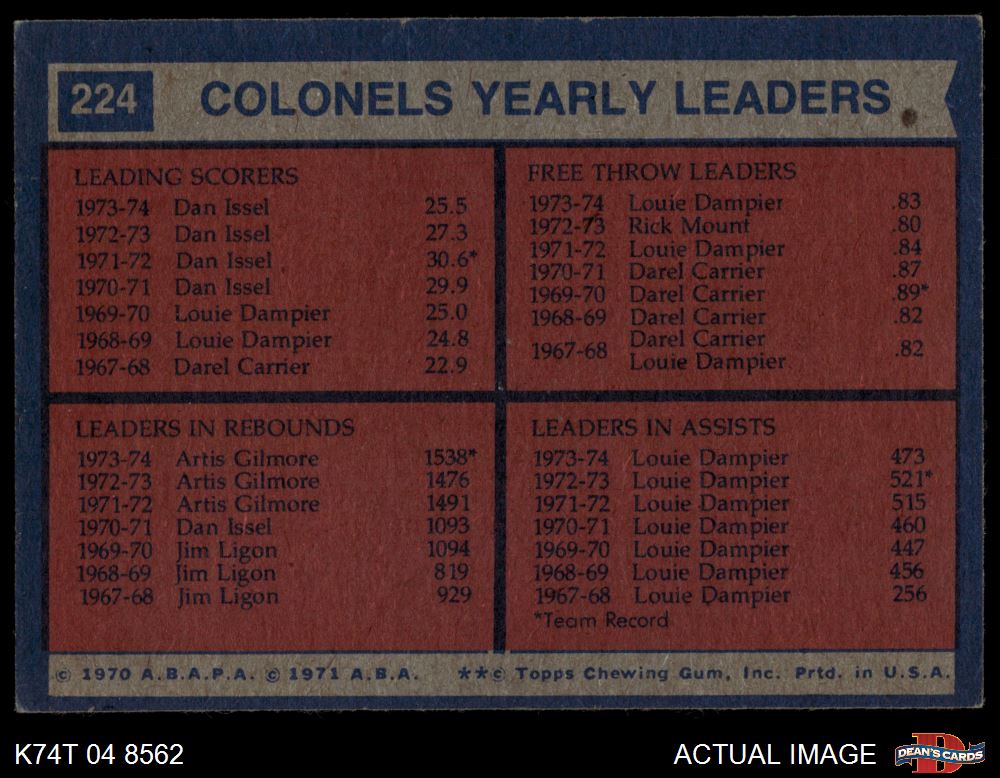 224 COLONELS YEARLY LEADERS
LEADING SCORERS
1973-74 Dan Issel 25.5
1972-73 Dan Issel 27.3
1971-72 Dan Issel 30.6*
1970-71 Dan Issel 29.9
1969-70 Louie Dampier 25.0
1968-69 Louie Dampier 24.8
1967-68 Darel Carrier 22.9
FREE THROW LEADERS
1973-74 Louie Dampier .83
1972-73 Rick Mount .80
1971-72 Louie Dampier .84
1970-71 Darel Carrier .87
1969-70 Darel Carrier .89*
1968-69 Darel Carrier .82
Darel Carrier
1967-68 .82
Louie Dampier
LEADERS IN REBOUNDS
1973-74 Artis Gilmore 1538*
1972-73 Artis Gilmore 1476
1971-72 Artis Gilmore 1491
1970-71 Dan Issel 1093
1969-70 Jim Ligon 1094
1968-69 Jim Ligon 819
1967-68 Jim Ligon 929
LEADERS IN ASSISTS
1973-74 Louie Dampier 473
1972-73 Louie Dampier 521*
1971-72 Louie Dampier 515
1970-71 Louie Dampier 460
1969-70 Louie Dampier 447
1968-69 Louie Dampier 456
1967-68 Louie Dampier 256
*Team Record
© 1970 A.B.A.P.A. © 1971 A.B.A. **© Topps Chewing Gum, Inc. Prtd. in U.S.A.
K74T 04 8562 ACTUAL IMAGE DEAN'S CARDS